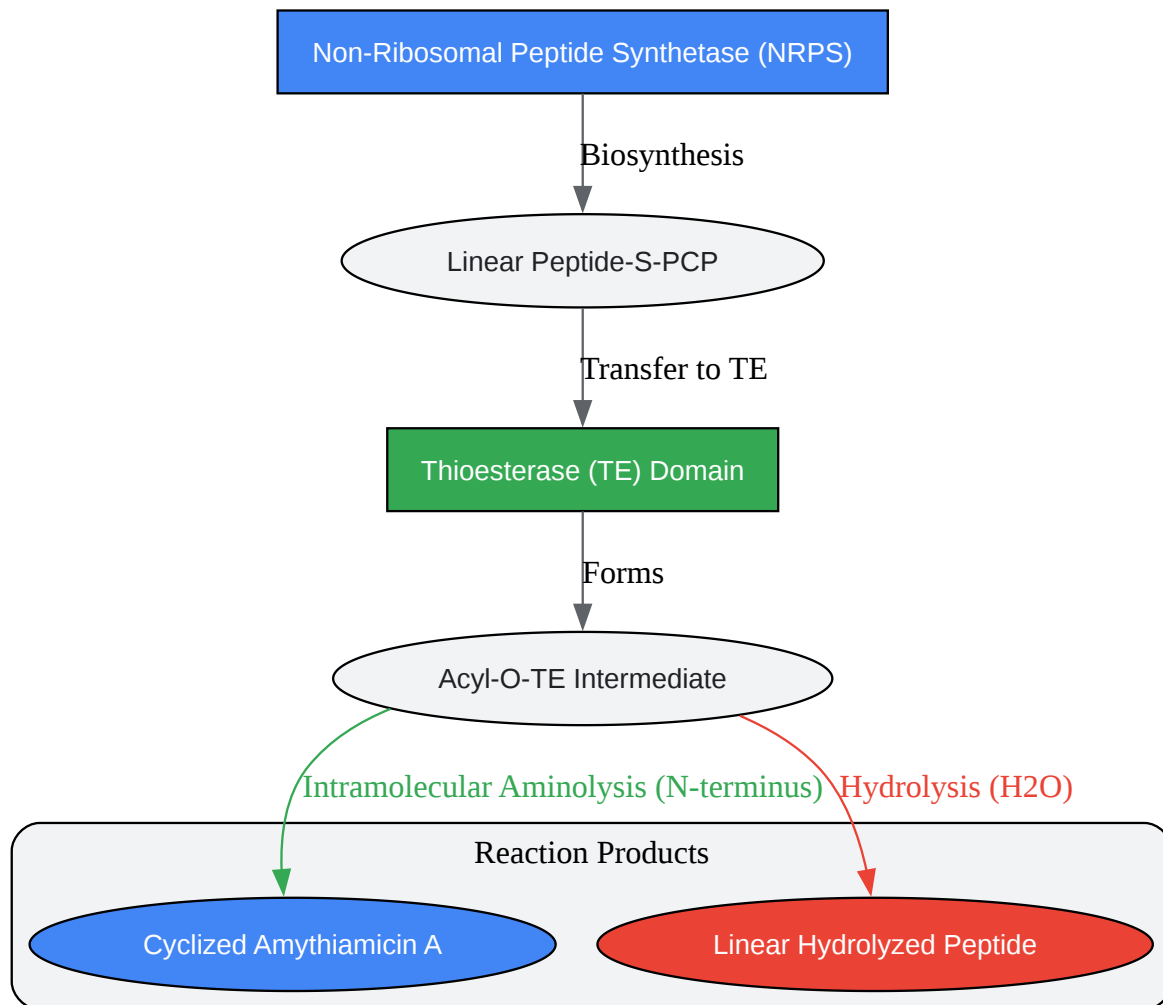 Non-Ribosomal Peptide Synthetase (NRPS)
Biosynthesis
Linear Peptide-S-PCP
Transfer to TE
Thioesterase (TE) Domain
Forms
Acyl-O-TE Intermediate
Intramolecular Aminolysis (N-terminus)
Hydrolysis (H2O)
Reaction Products
Cyclized Amythiamicin A
Linear Hydrolyzed Peptide